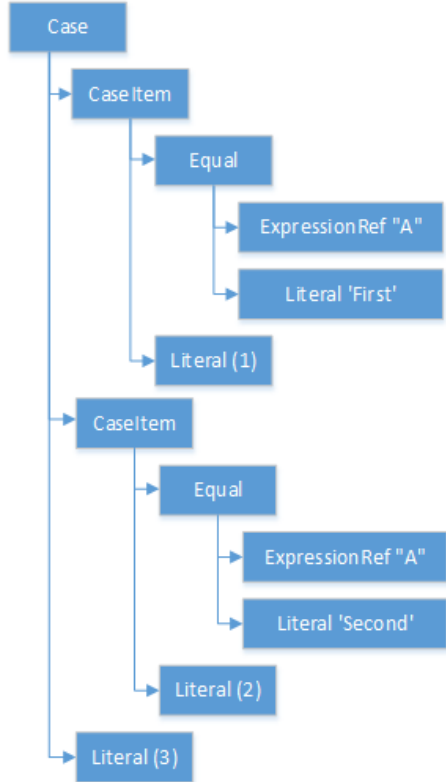 Case
CaseItem
Equal
ExpressionRef "A"
Literal 'First'
Literal (1)
CaseItem
Equal
ExpressionRef "A"
Literal 'Second'
Literal (2)
Literal (3)